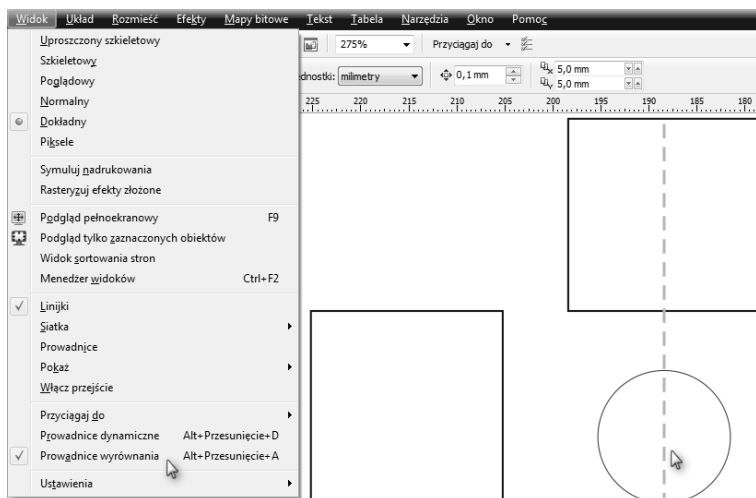 Widok Układ Rozmieść Efekty Mapy bitowe Tekst Tabela Narzędzia Okno Pomoc
Uproszczony szkieletowy
Szkieletowy
Poglądowy
Normalny
Dokładny
Piksele
Symuluj nadrukowania
Rasteryzuj efekty złożone
Podgląd pełnoekranowy F9
Podgląd tylko zaznaczonych obiektów
Widok sortowania stron
Menedżer widoków Ctrl+F2
Linijki
Siatka
Prowadnice
Pokaż
Włącz przejście
Przyciągaj do
Prowadnice dynamiczne Alt+Przesunięcie+D
Prowadnice wyrównania Alt+Przesunięcie+A
Ustawienia
275% Przyciągaj do
dnostki: milimetry 0,1 mm 5,0 mm
5,0 mm
225 220 215 210 205 200 195 190 185 180